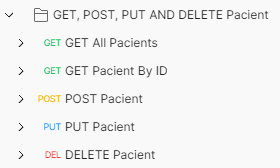 GET, POST, PUT AND DELETE Pacient
GET GET All Pacients
GET GET Pacient By ID
POST POST Pacient
PUT PUT Pacient
DEL DELETE Pacient